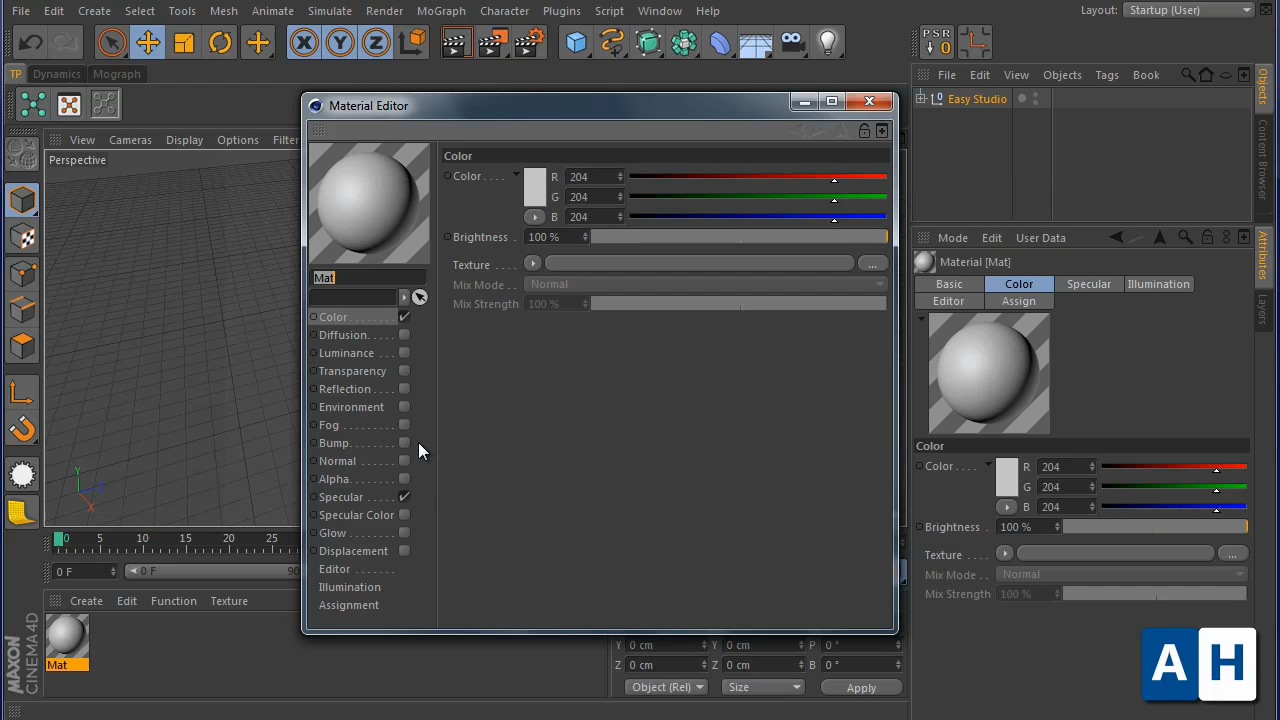 File Edit Create Select Tools Mesh Animate Simulate Render MoGraph Character Plugins Script Window Help Layout: Startup (User)
X Y Z
PSR
0
TP Dynamics Mograph
File Edit View Objects Tags Book
Easy Studio
View Cameras Display Options Filter
Perspective
Y
X
Z
0 5 10 15 20 25
0 F
0 F 90
Create Edit Function Texture
Mat
MAXON
CINEMA 4D
Material Editor
Mat
Color . . . . . . . .
Diffusion. . . . .
Luminance . . .
Transparency
Reflection . . . .
Environment
Fog . . . . . . . . .
Bump. . . . . . . .
Normal . . . . . .
Alpha. . . . . . . .
Specular . . . . .
Specular Color
Glow . . . . . . . .
Displacement
Editor . . . . . . .
Illumination
Assignment
Color
Color. . . . R 204
G 204
B 204
Brightness . 100 %
Texture . . . . ...
Mix Mode . . Normal
Mix Strength 100 %
Y 0 cm Y 0 cm P 0 °
Z 0 cm Z 0 cm B 0 °
Object (Rel) Size Apply
Mode Edit User Data
Material [Mat]
Basic Color Specular Illumination
Editor Assign
Color
Color. . . . R 204
G 204
B 204
Brightness . 100 %
Texture . . . . ...
Mix Mode . . Normal
Mix Strength 100 %
Objects
Content Browser
Attributes
Layers
AH